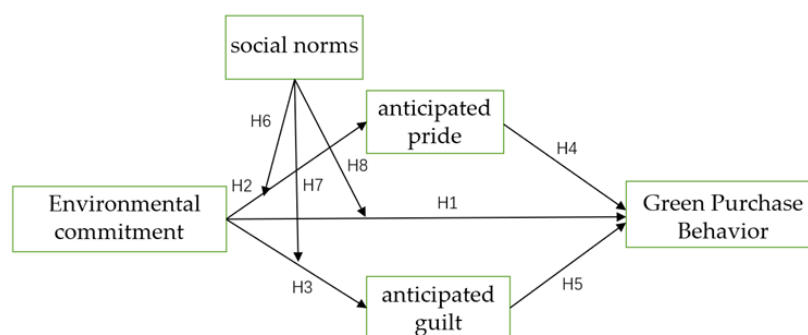 social norms
anticipated
pride
H6
H4
H8
H2
H7
Environmental
commitment
H1
Green Purchase
Behavior
H3
anticipated
guilt
H5